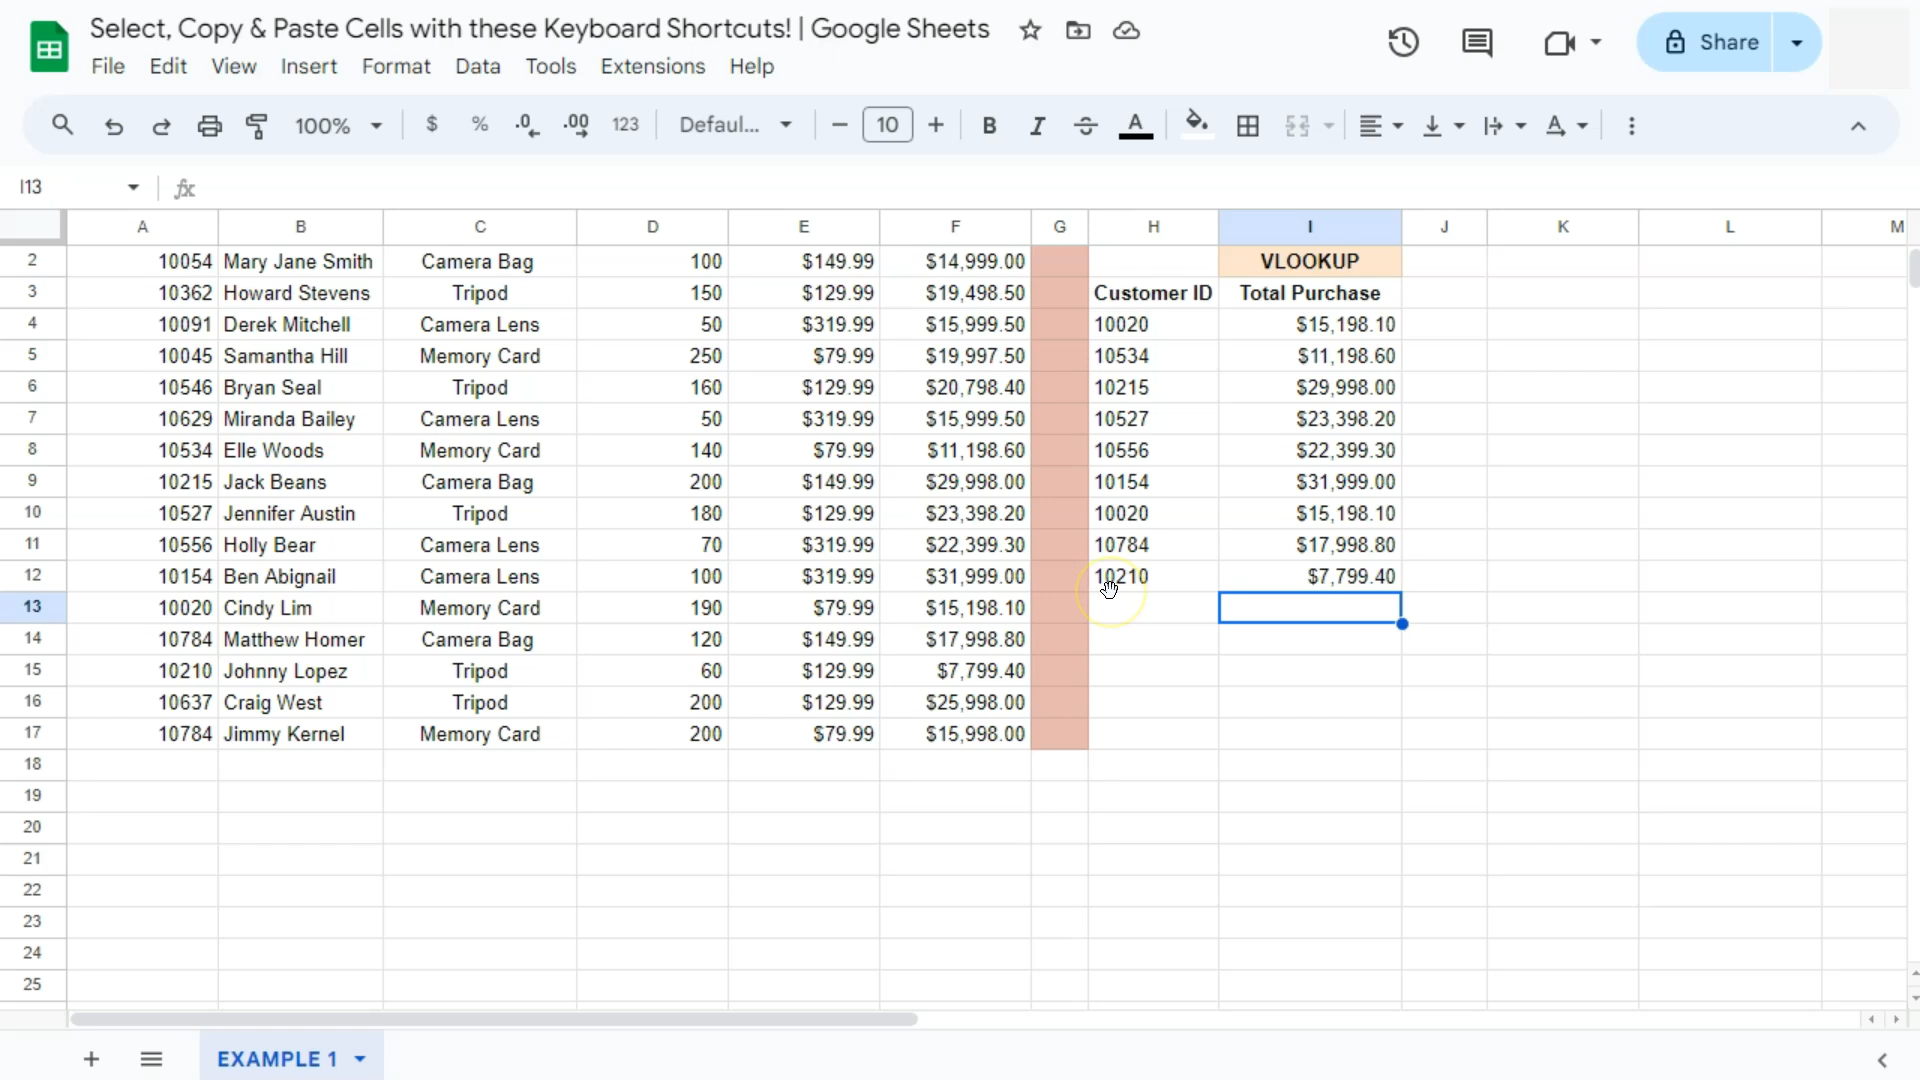 Select, Copy & Paste Cells with these Keyboard Shortcuts! | Google Sheets
File Edit View Insert Format Data Tools Extensions Help
Share
100% $ % .0 .00 123 Defaul... 10 B I S A A
I13 fx
A B C D E F G H I J K L M
2 10054 Mary Jane Smith Camera Bag 100 $149.99 $14,999.00 VLOOKUP
3 10362 Howard Stevens Tripod 150 $129.99 $19,498.50 Customer ID Total Purchase
4 10091 Derek Mitchell Camera Lens 50 $319.99 $15,999.50 10020 $15,198.10
5 10045 Samantha Hill Memory Card 250 $79.99 $19,997.50 10534 $11,198.60
6 10546 Bryan Seal Tripod 160 $129.99 $20,798.40 10215 $29,998.00
7 10629 Miranda Bailey Camera Lens 50 $319.99 $15,999.50 10527 $23,398.20
8 10534 Elle Woods Memory Card 140 $79.99 $11,198.60 10556 $22,399.30
9 10215 Jack Beans Camera Bag 200 $149.99 $29,998.00 10154 $31,999.00
10 10527 Jennifer Austin Tripod 180 $129.99 $23,398.20 10020 $15,198.10
11 10556 Holly Bear Camera Lens 70 $319.99 $22,399.30 10784 $17,998.80
12 10154 Ben Abignail Camera Lens 100 $319.99 $31,999.00 10210 $7,799.40
13 10020 Cindy Lim Memory Card 190 $79.99 $15,198.10
14 10784 Matthew Homer Camera Bag 120 $149.99 $17,998.80
15 10210 Johnny Lopez Tripod 60 $129.99 $7,799.40
16 10637 Craig West Tripod 200 $129.99 $25,998.00
17 10784 Jimmy Kernel Memory Card 200 $79.99 $15,998.00
18
19
20
21
22
23
24
25
EXAMPLE 1